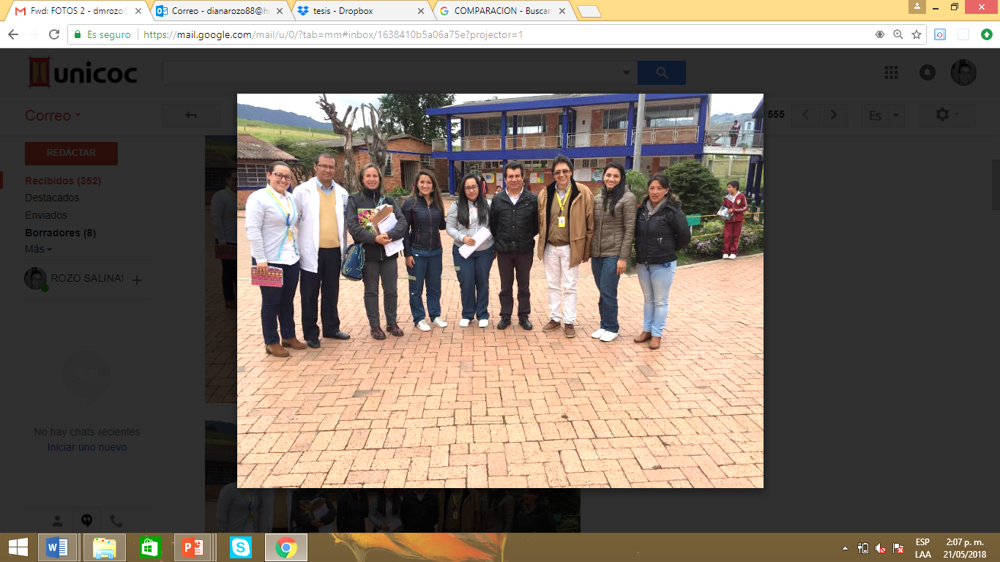 Fwd: FOTOS 2 - dmrozo@
Correo - dianarozo88@h
tesis - Dropbox
COMPARACION - Buscar
Es seguro
https://mail.google.com/mail/u/0/?tab=mm#inbox/1638410b5a06a75e?projector=1
unicoc
Correo
555
Es
REDACTAR
Recibidos (352)
Destacados
Enviados
Borradores (8)
Más
ROZO SALINAS
No hay chats recientes
Iniciar uno nuevo
ESP
LAA
2:07 p. m.
21/05/2018